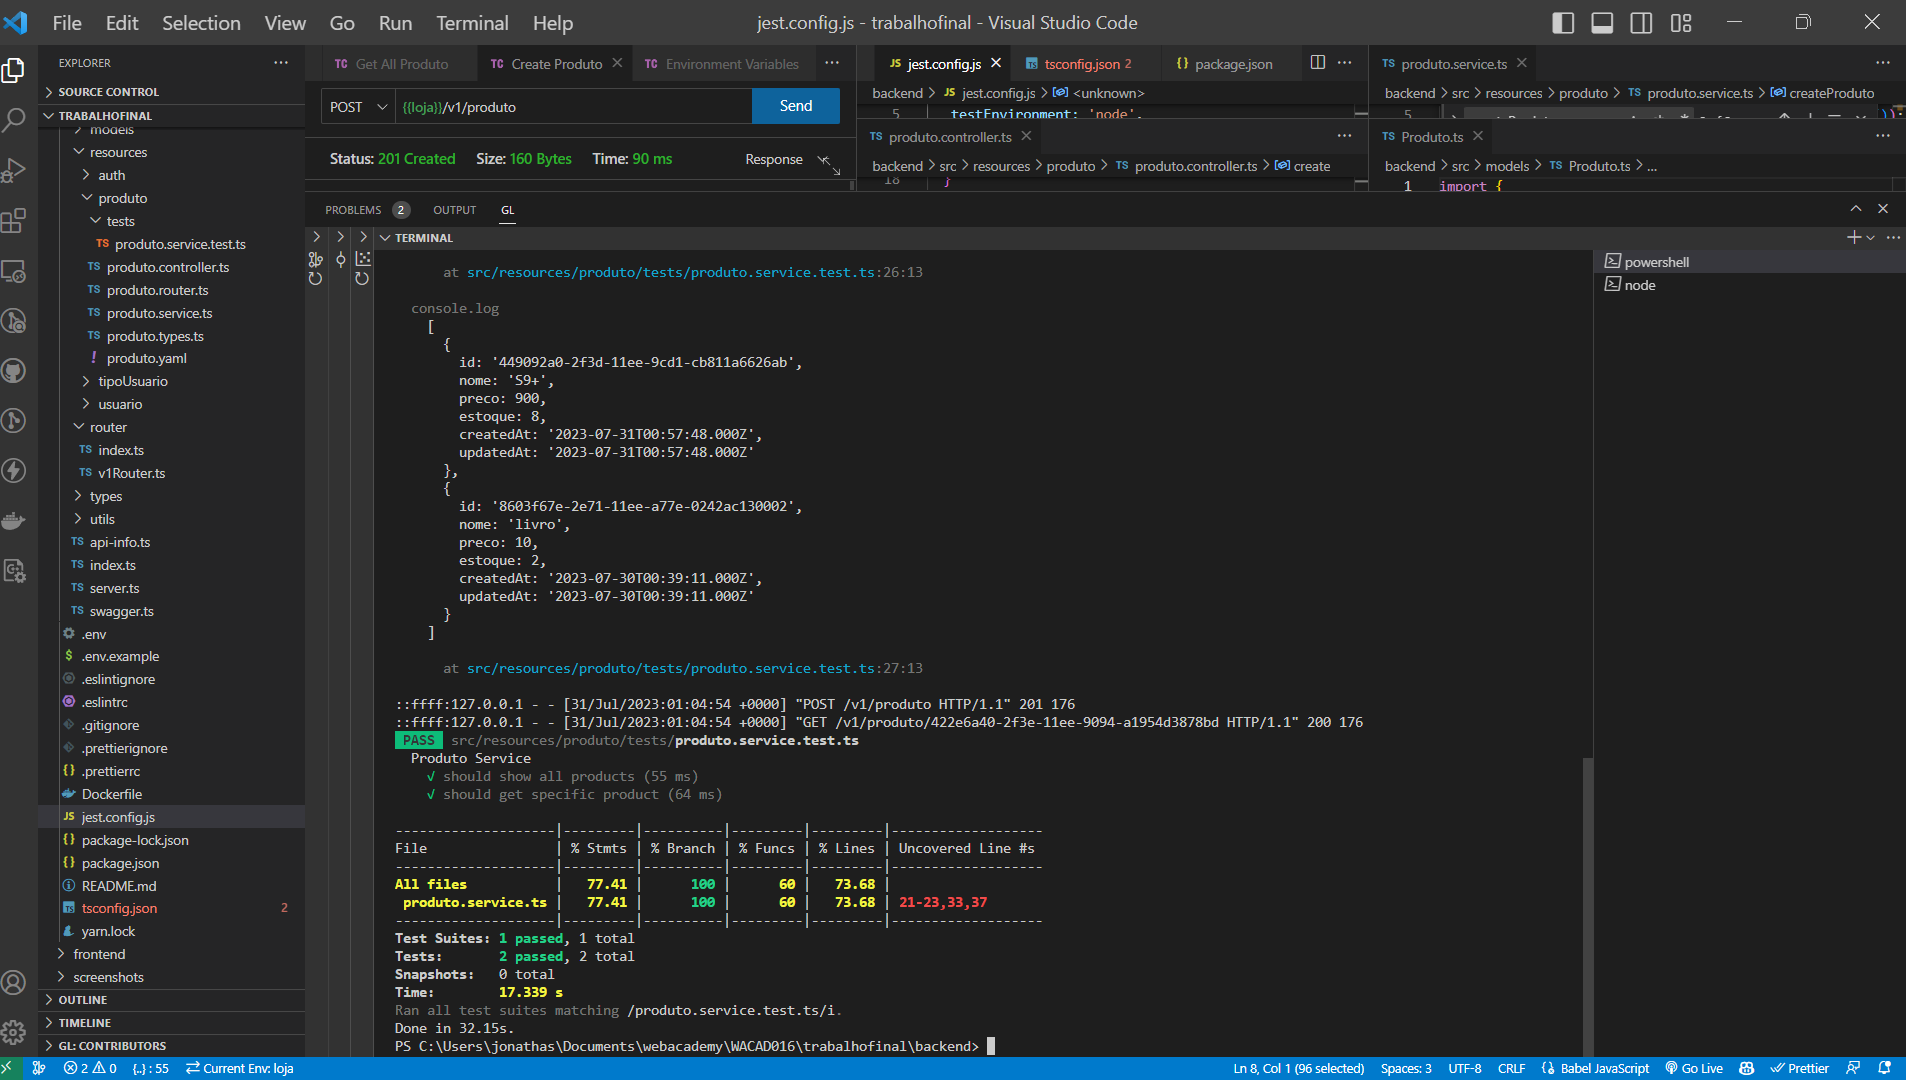 File Edit Selection View Go Run Terminal Help
jest.config.js - trabalhofinal - Visual Studio Code
EXPLORER
SOURCE CONTROL
TRABALHOFINAL
models
resources
auth
produto
tests
TS produto.service.test.ts
TS produto.controller.ts
TS produto.router.ts
TS produto.service.ts
TS produto.types.ts
! produto.yaml
tipoUsuario
usuario
router
TS index.ts
TS v1Router.ts
types
utils
TS api-info.ts
TS index.ts
TS server.ts
TS swagger.ts
.env
$ .env.example
.eslintignore
.eslintrc
.gitignore
.prettierignore
{} .prettierrc
Dockerfile
JS jest.config.js
{} package-lock.json
{} package.json
README.md
TS tsconfig.json 2
yarn.lock
frontend
screenshots
OUTLINE
TIMELINE
GL: CONTRIBUTORS
TC Get All Produto
TC Create Produto
TC Environment Variables
POST {{loja}}/v1/produto Send
Status: 201 Created Size: 160 Bytes Time: 90 ms Response
JS jest.config.js
TS tsconfig.json 2
{} package.json
backend > JS jest.config.js > <unknown>
5 testEnvironment: 'node',
TS produto.controller.ts
backend > src > resources > produto > TS produto.controller.ts > create
18 }
TS produto.service.ts
backend > src > resources > produto > TS produto.service.ts > createProduto
5
TS Produto.ts
backend > src > models > TS Produto.ts > ...
1 import {
PROBLEMS 2 OUTPUT GL
TERMINAL
powershell
node
at src/resources/produto/tests/produto.service.test.ts:26:13
console.log
[
{
id: '449092a0-2f3d-11ee-9cd1-cb811a6626ab',
nome: 'S9+',
preco: 900,
estoque: 8,
createdAt: '2023-07-31T00:57:48.000Z',
updatedAt: '2023-07-31T00:57:48.000Z'
},
{
id: '8603f67e-2e71-11ee-a77e-0242ac130002',
nome: 'livro',
preco: 10,
estoque: 2,
createdAt: '2023-07-30T00:39:11.000Z',
updatedAt: '2023-07-30T00:39:11.000Z'
}
]
at src/resources/produto/tests/produto.service.test.ts:27:13
::ffff:127.0.0.1 - - [31/Jul/2023:01:04:54 +0000] "POST /v1/produto HTTP/1.1" 201 176
::ffff:127.0.0.1 - - [31/Jul/2023:01:04:54 +0000] "GET /v1/produto/422e6a40-2f3e-11ee-9094-a1954d3878bd HTTP/1.1" 200 176
PASS src/resources/produto/tests/produto.service.test.ts
Produto Service
√ should show all products (55 ms)
√ should get specific product (64 ms)
--------------------|---------|----------|---------|---------|-------------------
File | % Stmts | % Branch | % Funcs | % Lines | Uncovered Line #s
--------------------|---------|----------|---------|---------|-------------------
All files | 77.41 | 100 | 60 | 73.68 |
produto.service.ts | 77.41 | 100 | 60 | 73.68 | 21-23,33,37
--------------------|---------|----------|---------|---------|-------------------
Test Suites: 1 passed, 1 total
Tests: 2 passed, 2 total
Snapshots: 0 total
Time: 17.339 s
Ran all test suites matching /produto.service.test.ts/i.
Done in 32.15s.
PS C:\Users\jonathas\Documents\webacademy\WACAD016\trabalhofinal\backend>
2 0 {..} : 55 Current Env: loja
Ln 8, Col 1 (96 selected) Spaces: 3 UTF-8 CRLF Babel JavaScript Go Live Prettier